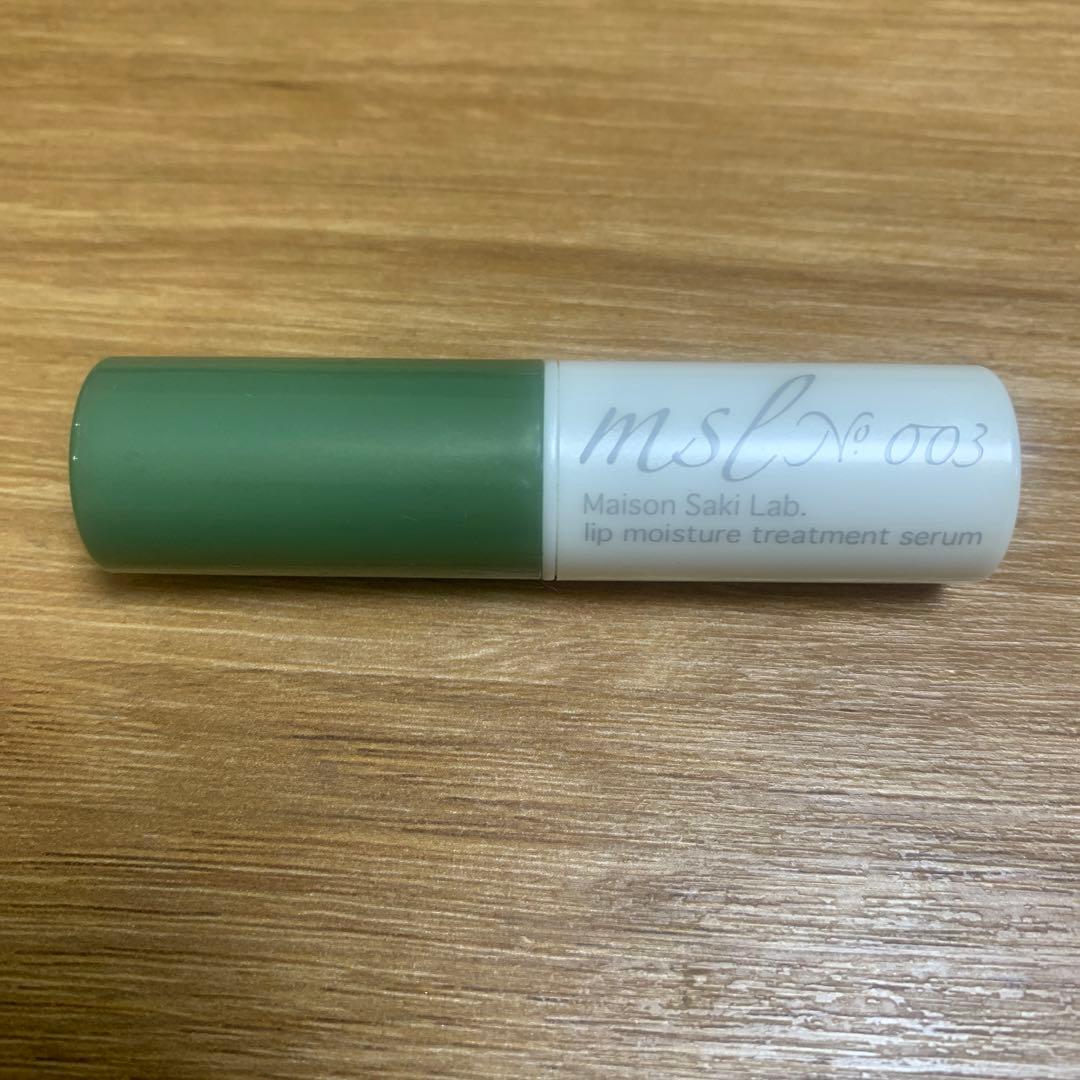 msl No. 003
Maison Saki Lab.
lip moisture treatment serum